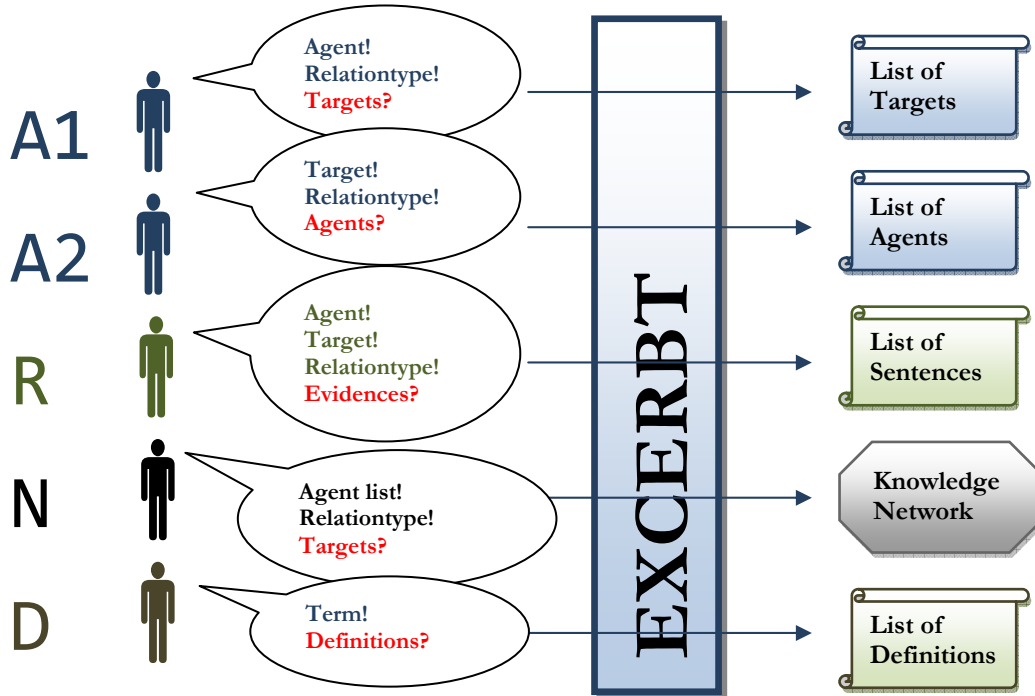 A1
Agent!
Relationtype!
Targets?
List of
Targets
A2
Target!
Relationtype!
Agents?
List of
Agents
R
Agent!
Target!
Relationtype!
Evidences?
List of
Sentences
N
Agent list!
Relationtype!
Targets?
Knowledge
Network
D
Term!
Definitions?
List of
Definitions
EXCERBT